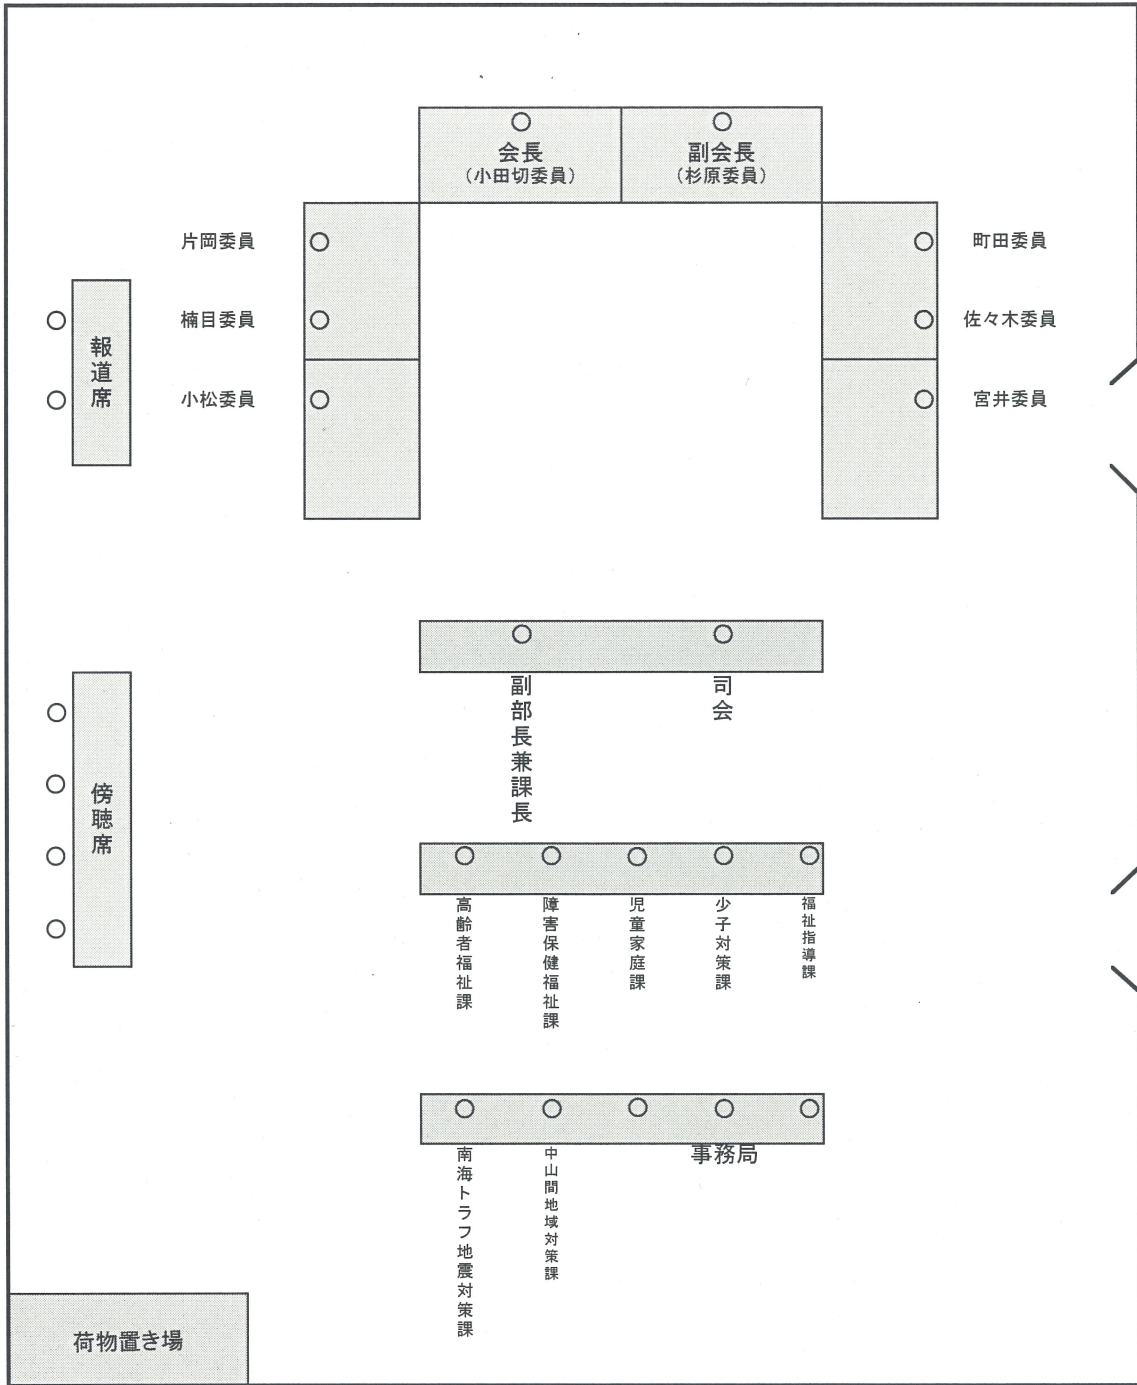 会長
（小田切委員）
副会長
（杉原委員）
片岡委員
町田委員
楠目委員
佐々木委員
小松委員
宮井委員
報道席
副部長兼課長
司会
傍聴席
高齢者福祉課
障害保健福祉課
児童家庭課
少子対策課
福祉指導課
事務局
南海トラフ地震対策課
中山間地域対策課
荷物置き場